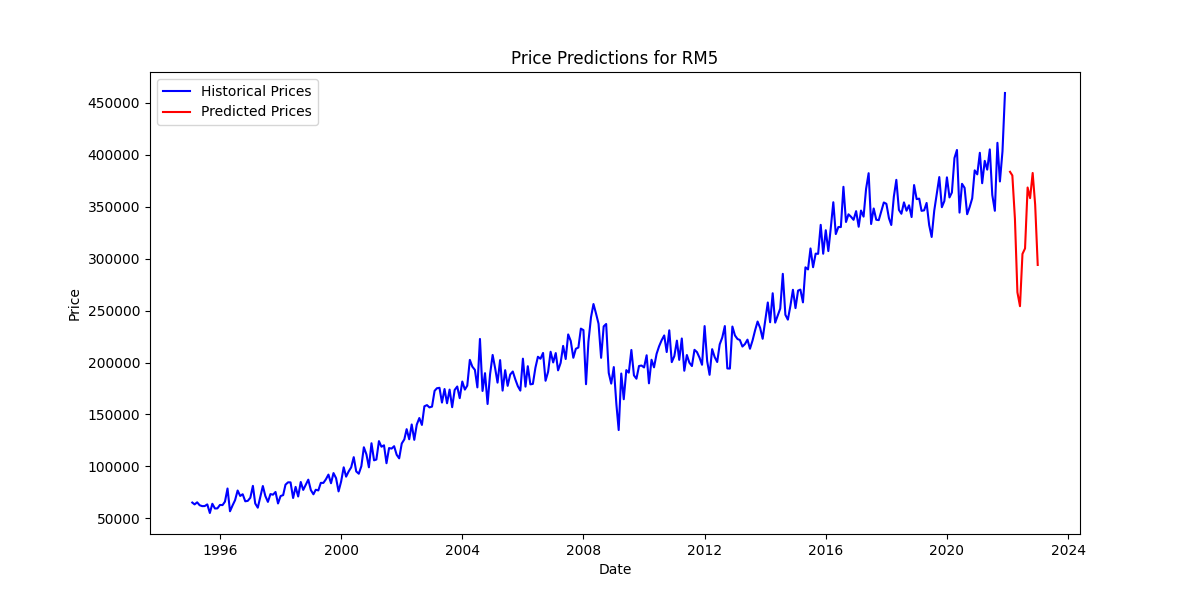 Price Predictions for RM5
Historical Prices
Predicted Prices
Price
450000
400000
350000
300000
250000
200000
150000
100000
50000
1996 2000 2004 2008 2012 2016 2020 2024
Date